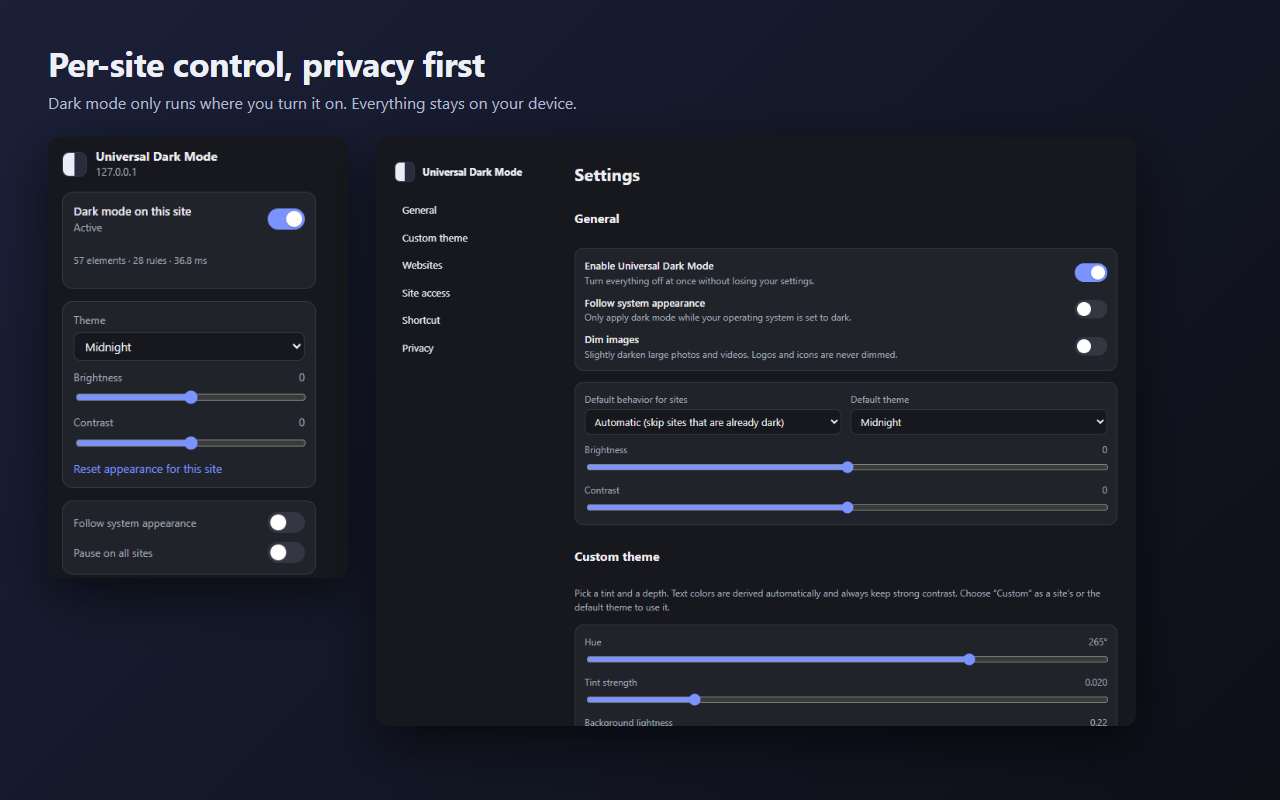 Per-site control, privacy first
Dark mode only runs where you turn it on. Everything stays on your device.
Universal Dark Mode
127.0.0.1
Dark mode on this site
Active
57 elements · 28 rules · 36.8 ms
Theme
Midnight
Brightness 0
Contrast 0
Reset appearance for this site
Follow system appearance
Pause on all sites
Universal Dark Mode
General
Custom theme
Websites
Site access
Shortcut
Privacy
Settings
General
Enable Universal Dark Mode
Turn everything off at once without losing your settings.
Follow system appearance
Only apply dark mode while your operating system is set to dark.
Dim images
Slightly darken large photos and videos. Logos and icons are never dimmed.
Default behavior for sites Default theme
Automatic (skip sites that are already dark) Midnight
Brightness 0
Contrast 0
Custom theme
Pick a tint and a depth. Text colors are derived automatically and always keep strong contrast. Choose “Custom” as a site's or the
default theme to use it.
Hue 265°
Tint strength 0.020
Background lightness 0.22